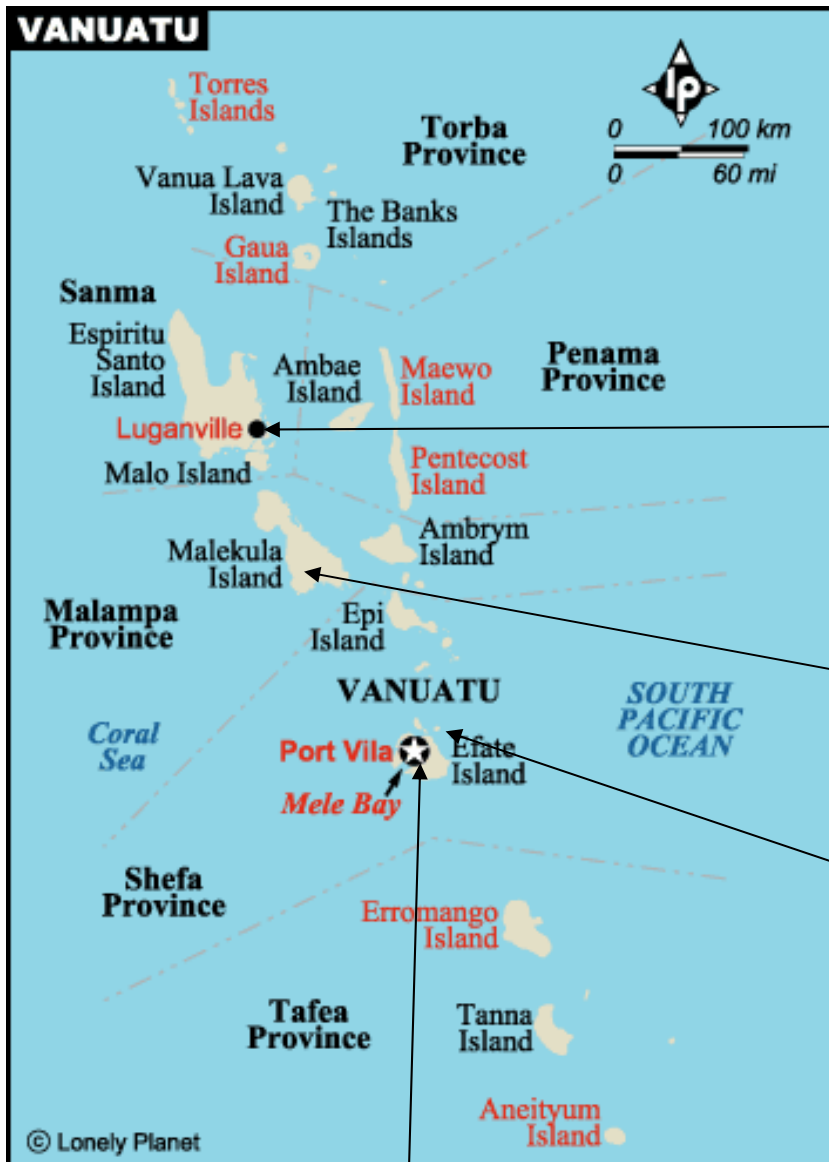 VANUATU
Torres
Islands
Torba
Province
lp
0 100 km
0 60 mi
Vanua Lava
Island
The Banks
Islands
Gaua
Island
Sanma
Espiritu
Santo
Island
Ambae
Island
Maewo
Island
Penama
Province
Luganville
Malo Island
Pentecost
Island
Ambrym
Island
Malekula
Island
Malampa
Province
Epi
Island
VANUATU
SOUTH
PACIFIC
OCEAN
Coral
Sea
Port Vila
Efate
Island
Mele Bay
Shefa
Province
Erromango
Island
Tafea
Province
Tanna
Island
Aneityum
Island
© Lonely Planet